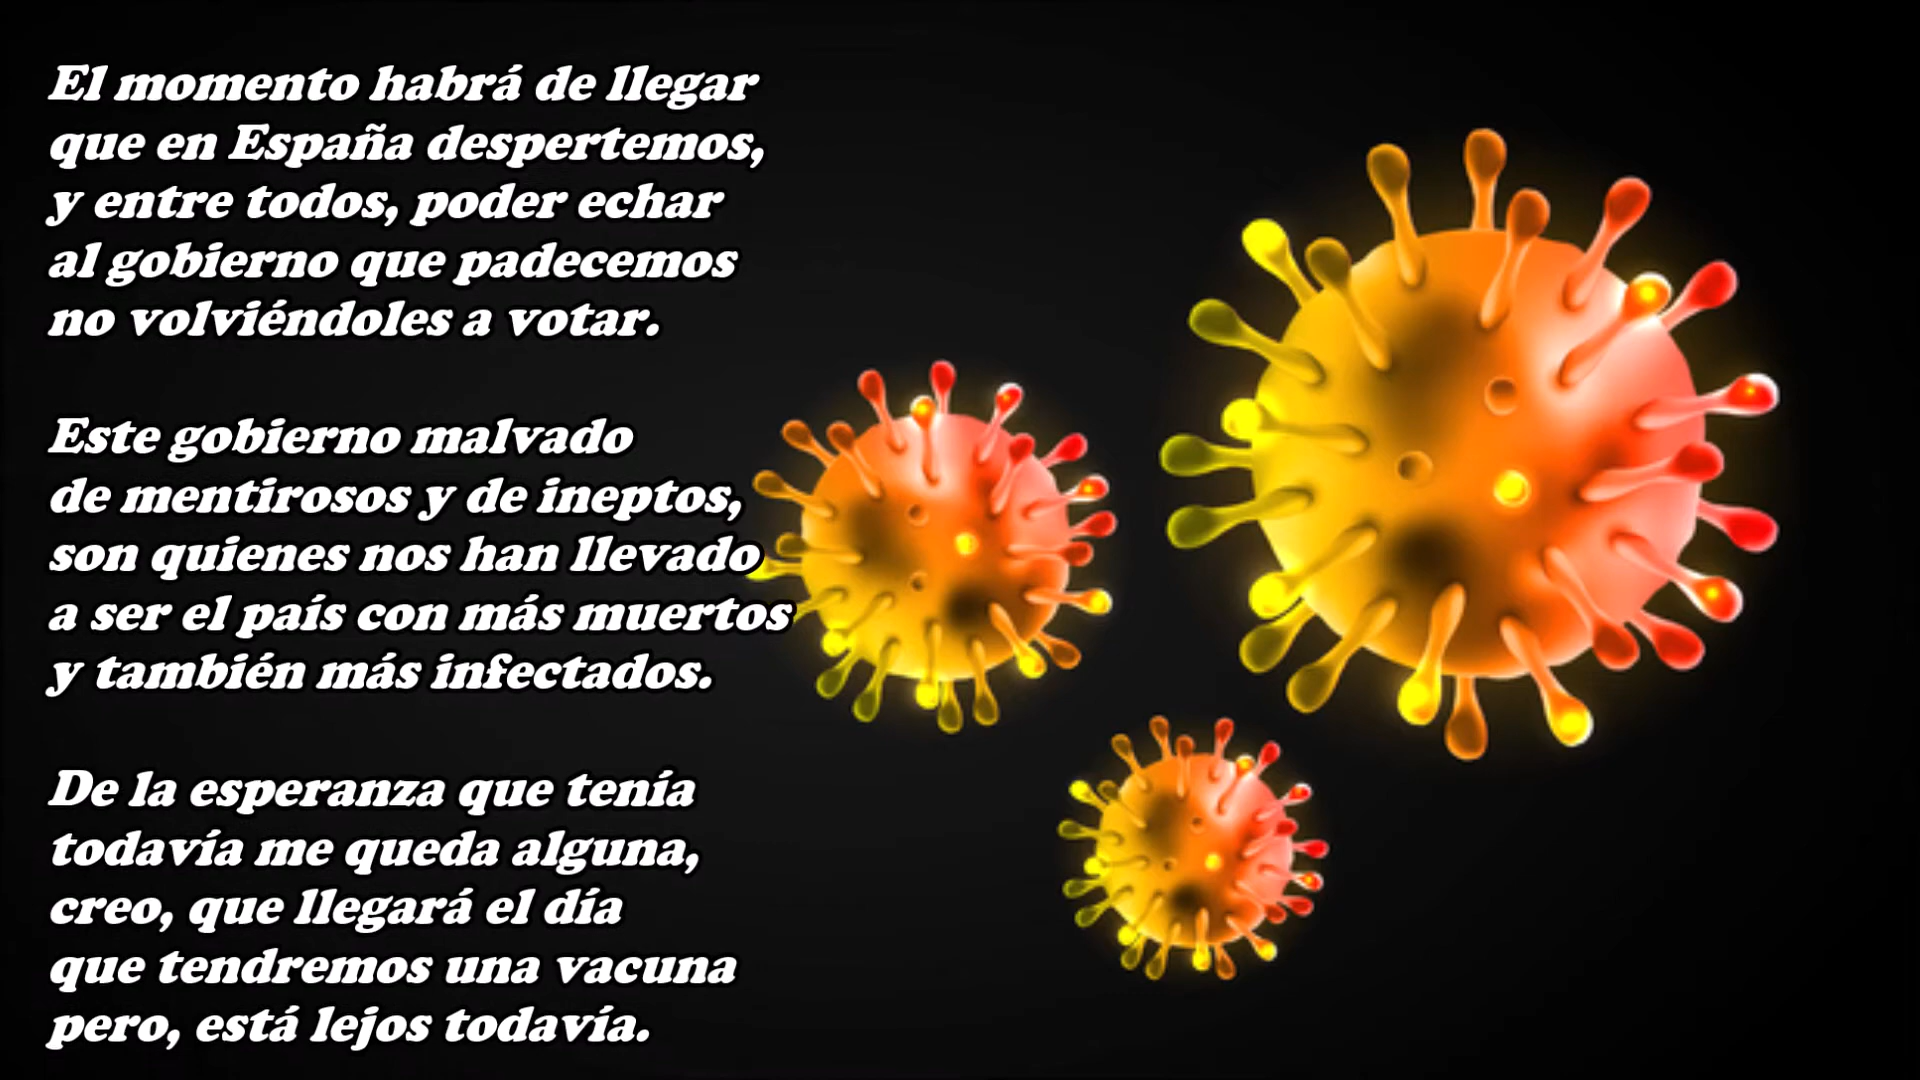 El momento habrá de llegar
que en España despertemos,
y entre todos, poder echar
al gobierno que padecemos
no volviéndoles a votar.
Este gobierno malvado
de mentirosos y de ineptos,
son quienes nos han llevado
a ser el país con más muertos
y también más infectados.
De la esperanza que tenía
todavía me queda alguna,
creo, que llegará el día
que tendremos una vacuna
pero, está lejos todavía.